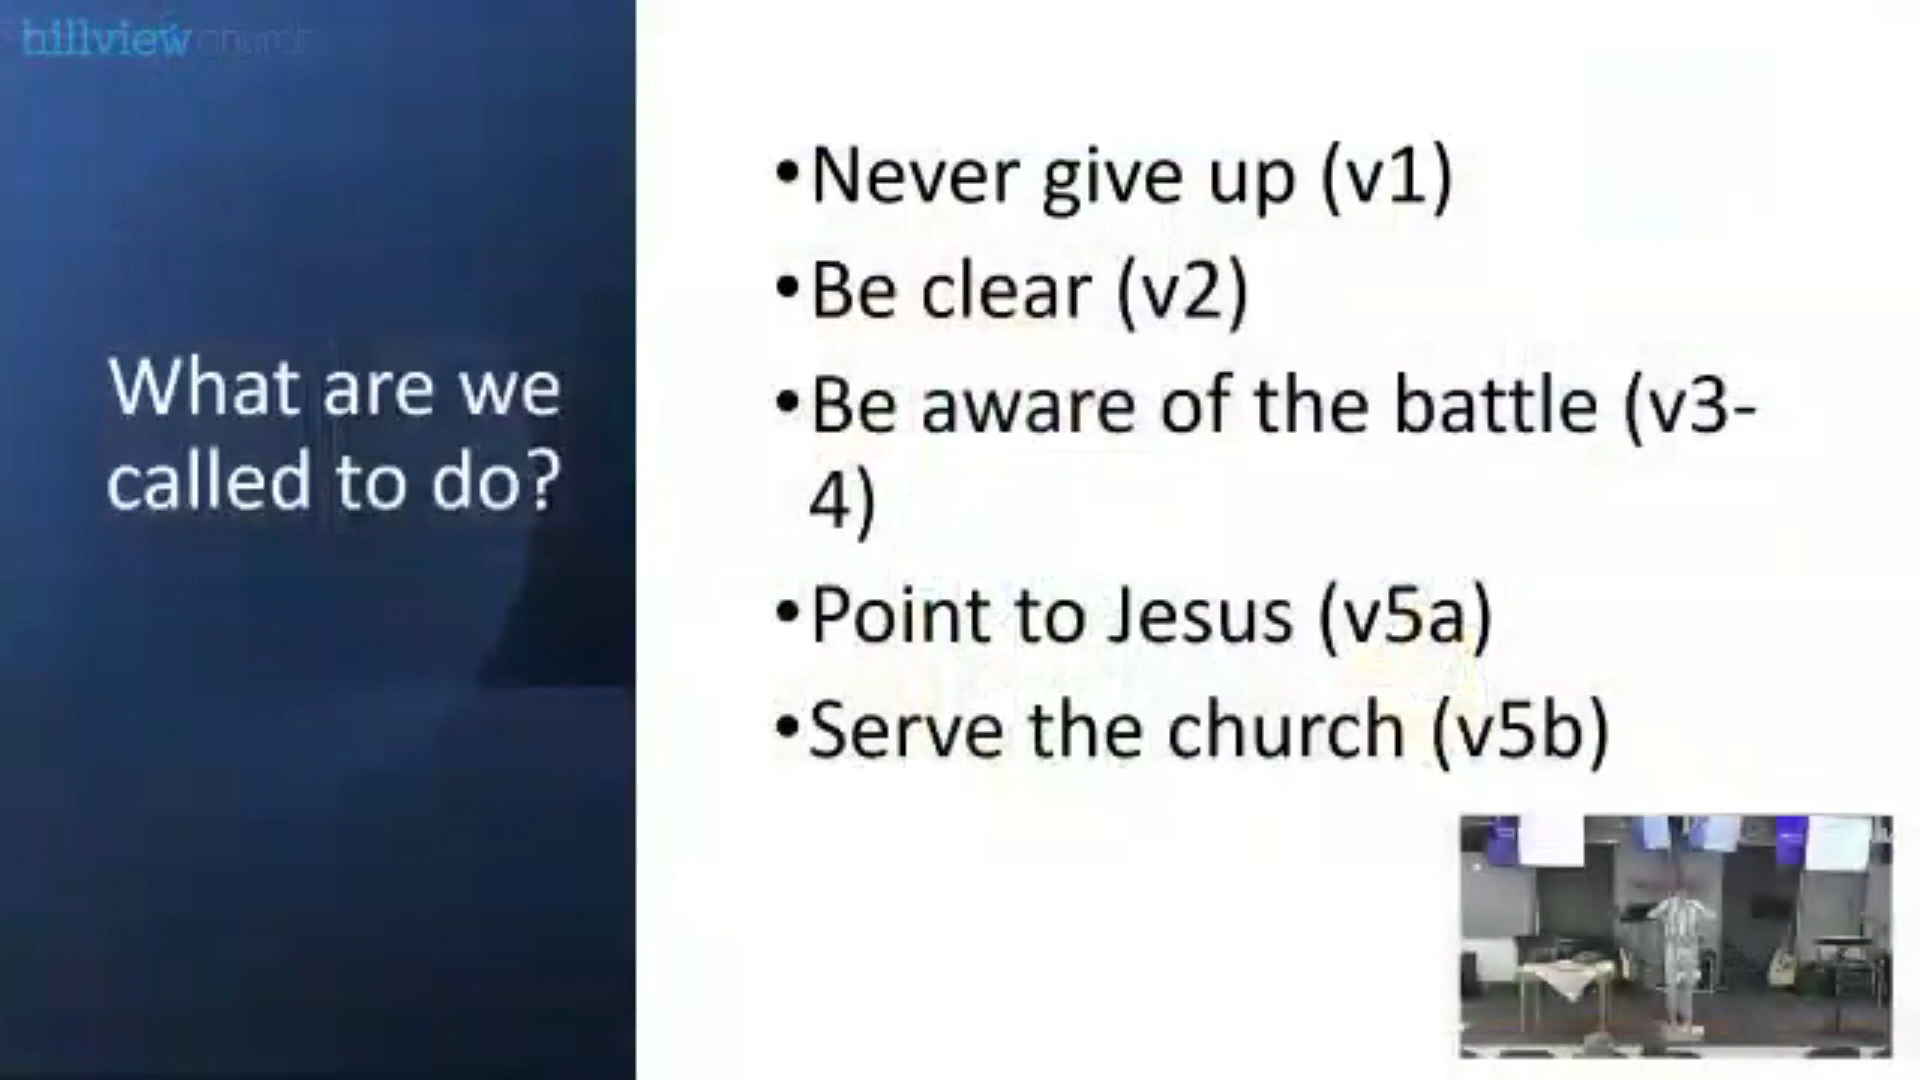 hillview church
What are we
called to do?
•Never give up (v1)
•Be clear (v2)
•Be aware of the battle (v3-
4)
•Point to Jesus (v5a)
•Serve the church (v5b)